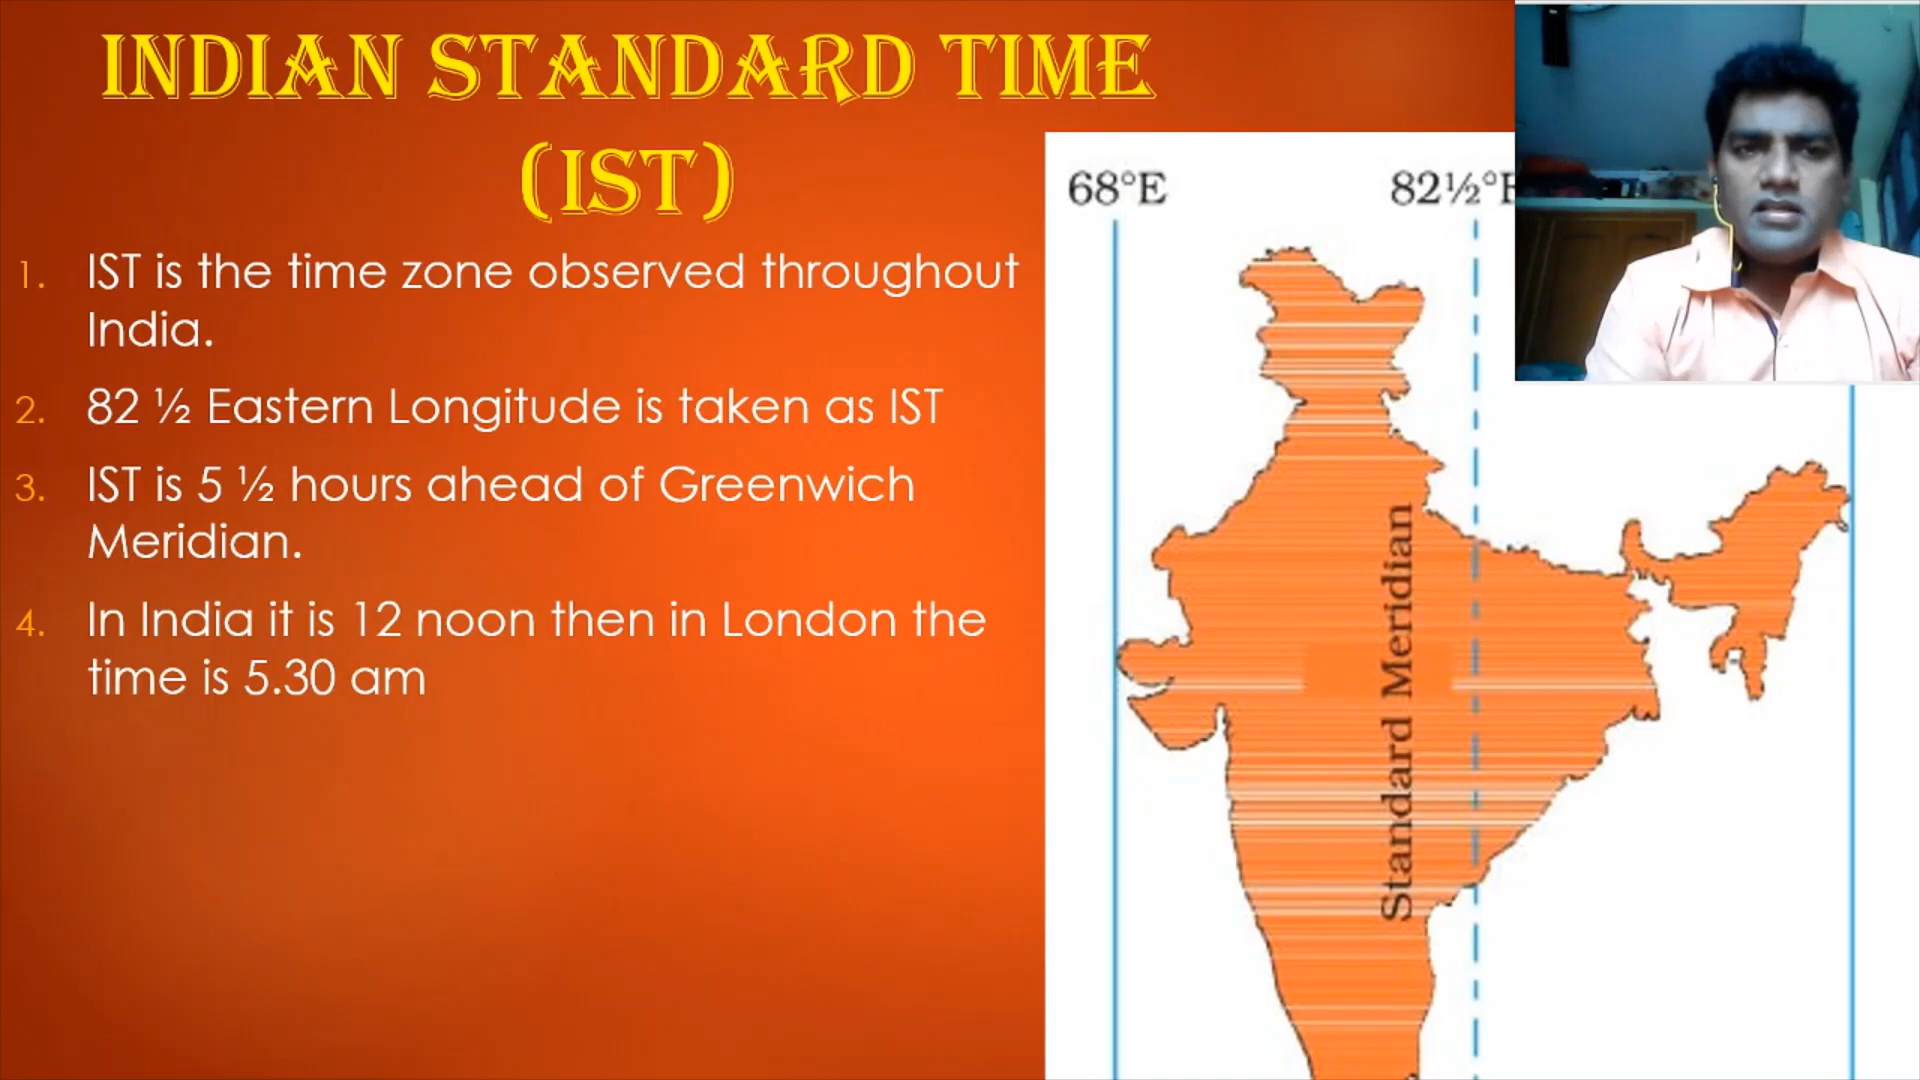 INDIAN STANDARD TIME
(IST)
1. IST is the time zone observed throughout
India.
2. 82 ½ Eastern Longitude is taken as IST
3. IST is 5 ½ hours ahead of Greenwich
Meridian.
4. In India it is 12 noon then in London the
time is 5.30 am
68°E
82½°E
Standard Meridian